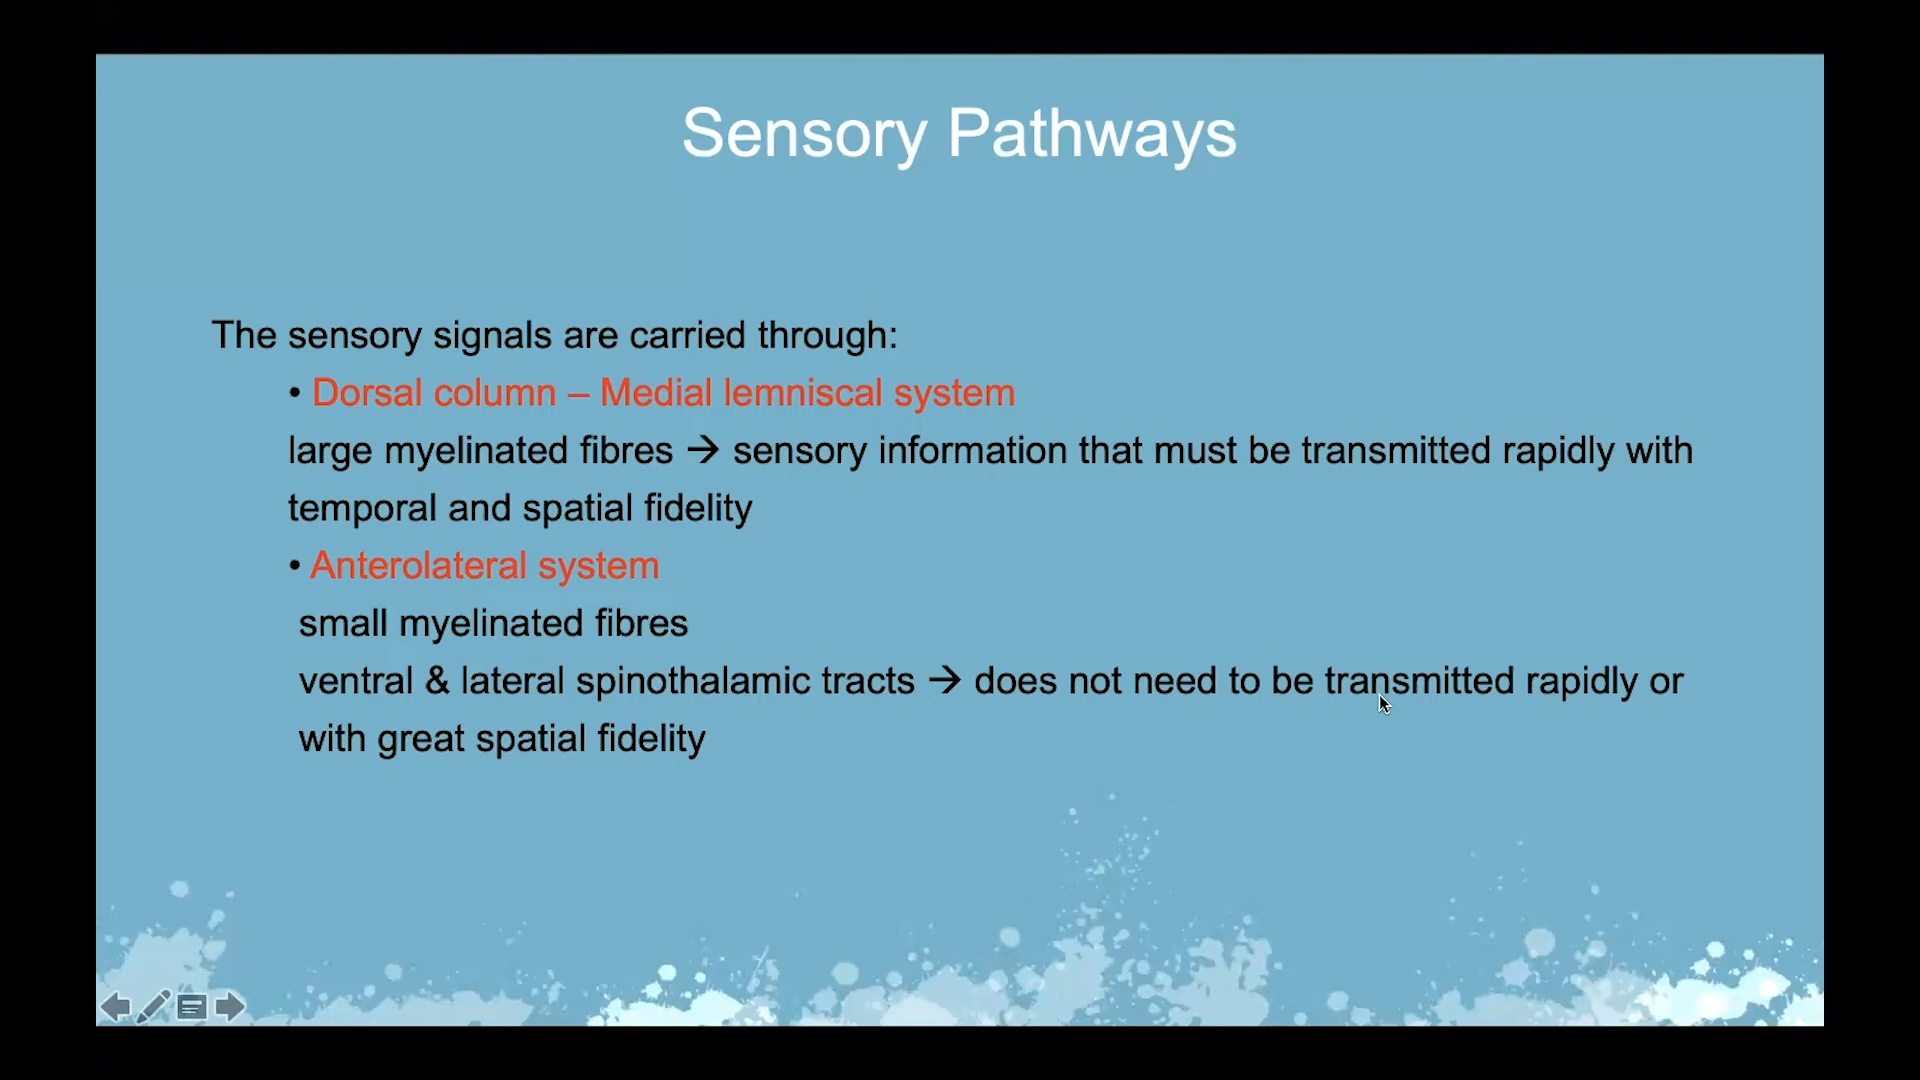 Sensory Pathways
The sensory signals are carried through:
• Dorsal column – Medial lemniscal system
large myelinated fibres → sensory information that must be transmitted rapidly with
temporal and spatial fidelity
• Anterolateral system
small myelinated fibres
ventral & lateral spinothalamic tracts → does not need to be transmitted rapidly or
with great spatial fidelity